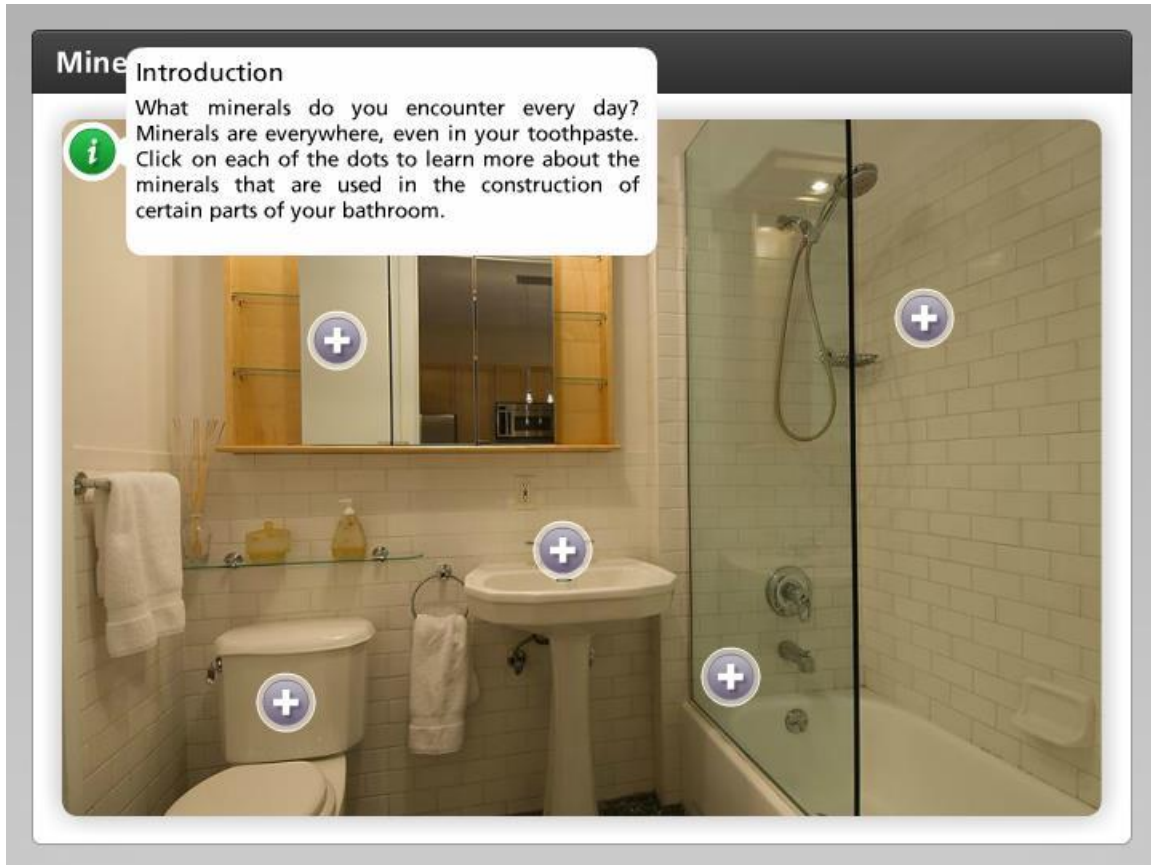 Mine
Introduction
What minerals do you encounter every day?
Minerals are everywhere, even in your toothpaste.
Click on each of the dots to learn more about the
minerals that are used in the construction of
certain parts of your bathroom.
i